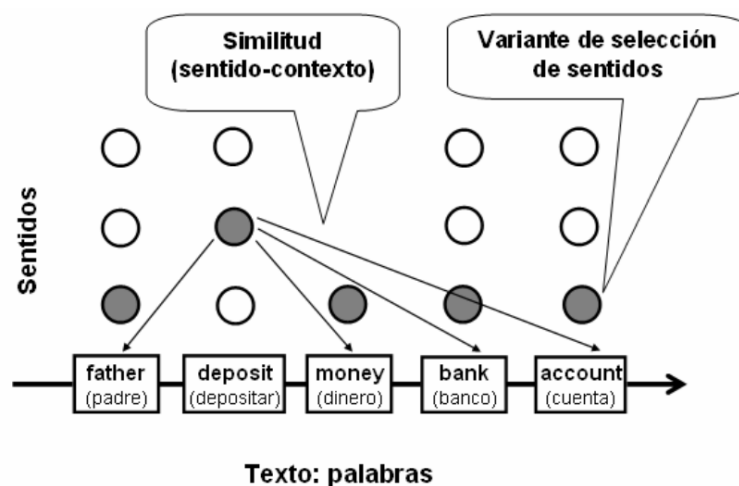 Similitud
(sentido-contexto)
Variante de selección
de sentidos
Sentidos
father
(padre)
deposit
(depositar)
money
(dinero)
bank
(banco)
account
(cuenta)
Texto: palabras